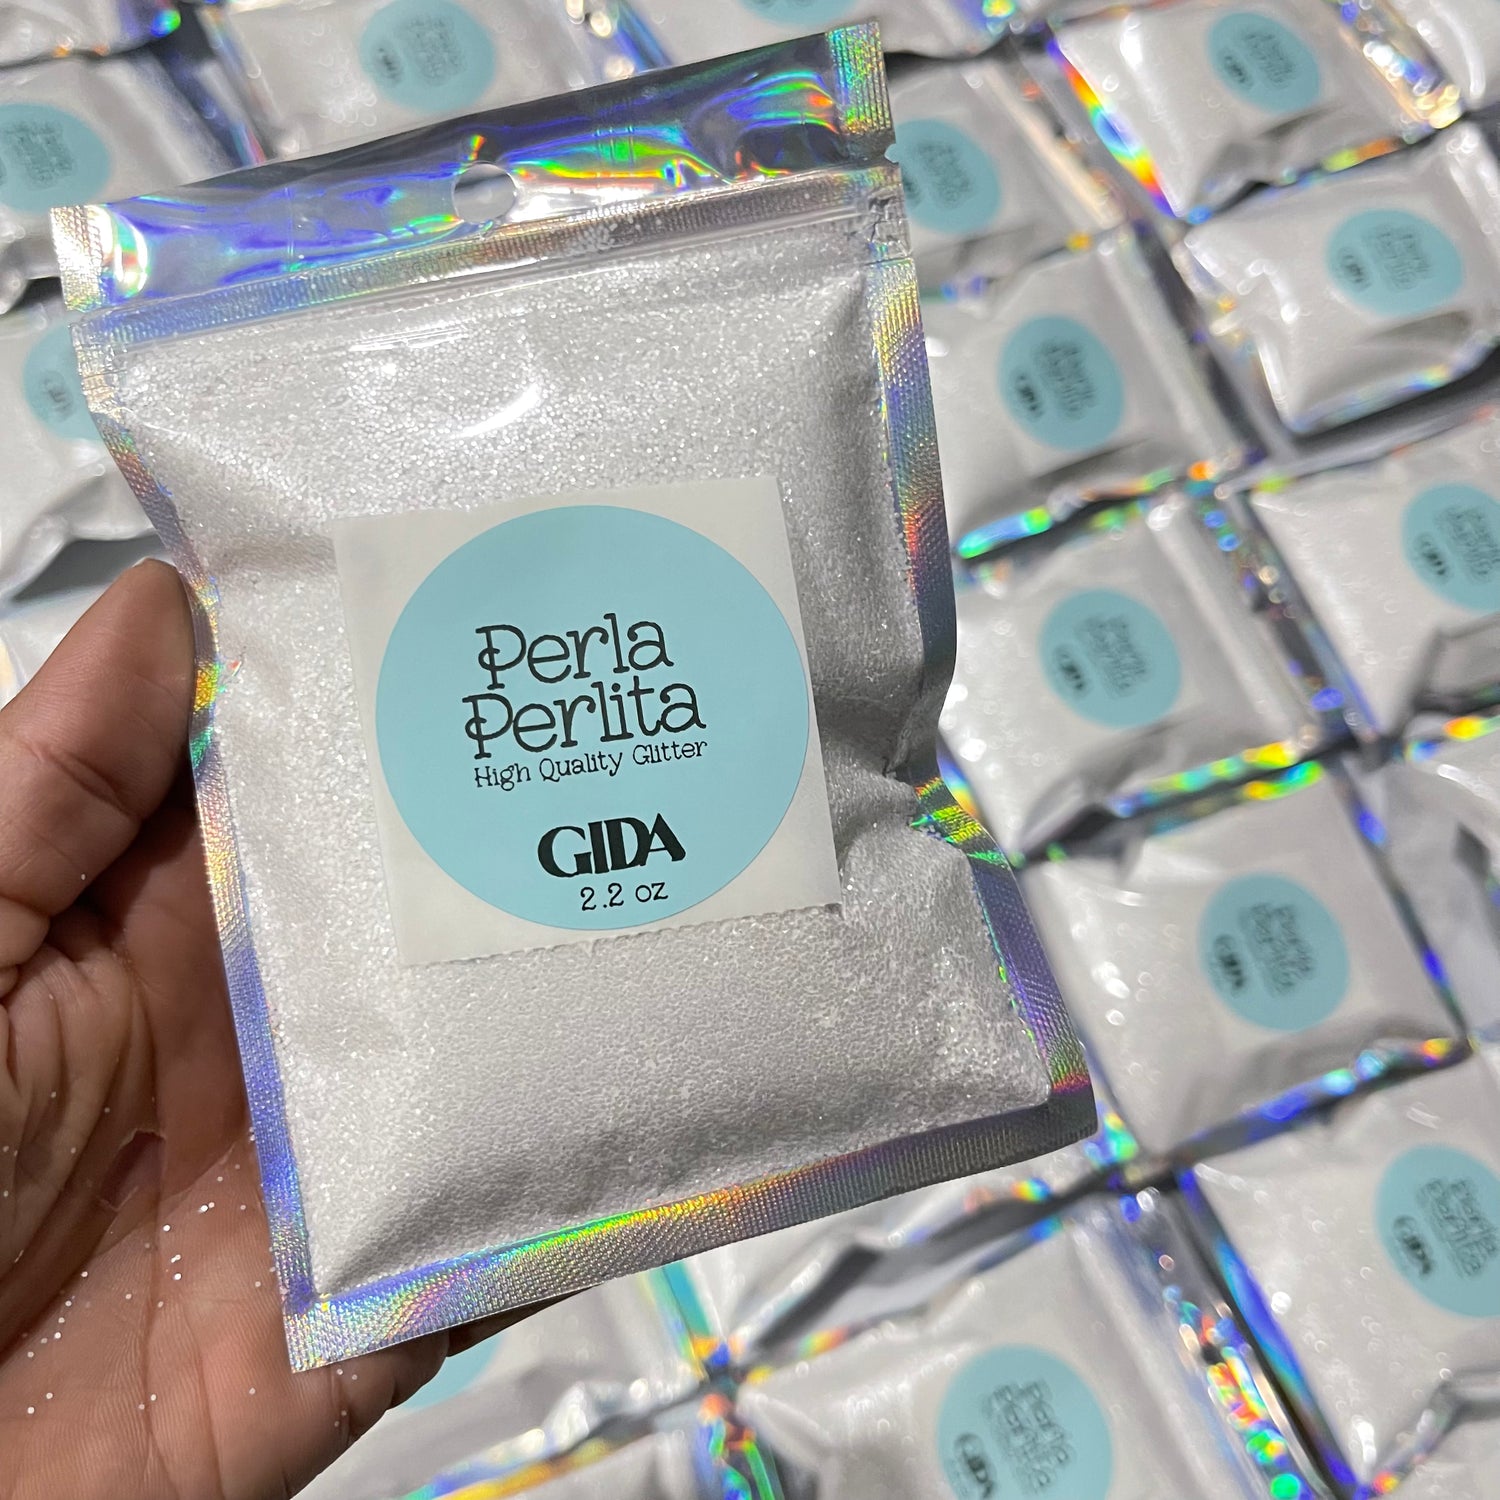 Perla
Perlita
High Quality Glitter
GIDA
2.2 oz